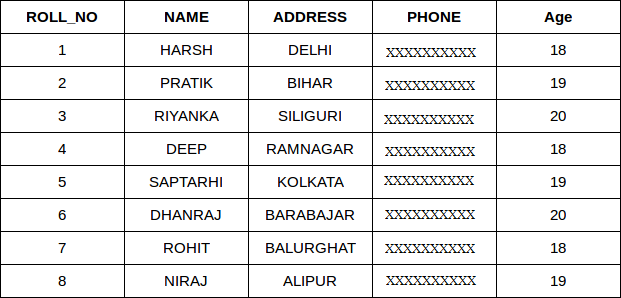 ROLL_NO NAME ADDRESS PHONE Age
1 HARSH DELHI XXXXXXXXXX 18
2 PRATIK BIHAR XXXXXXXXXX 19
3 RIYANKA SILIGURI XXXXXXXXXX 20
4 DEEP RAMNAGAR XXXXXXXXXX 18
5 SAPTARHI KOLKATA XXXXXXXXXX 19
6 DHANRAJ BARABAJAR XXXXXXXXXX 20
7 ROHIT BALURGHAT XXXXXXXXXX 18
8 NIRAJ ALIPUR XXXXXXXXXX 19